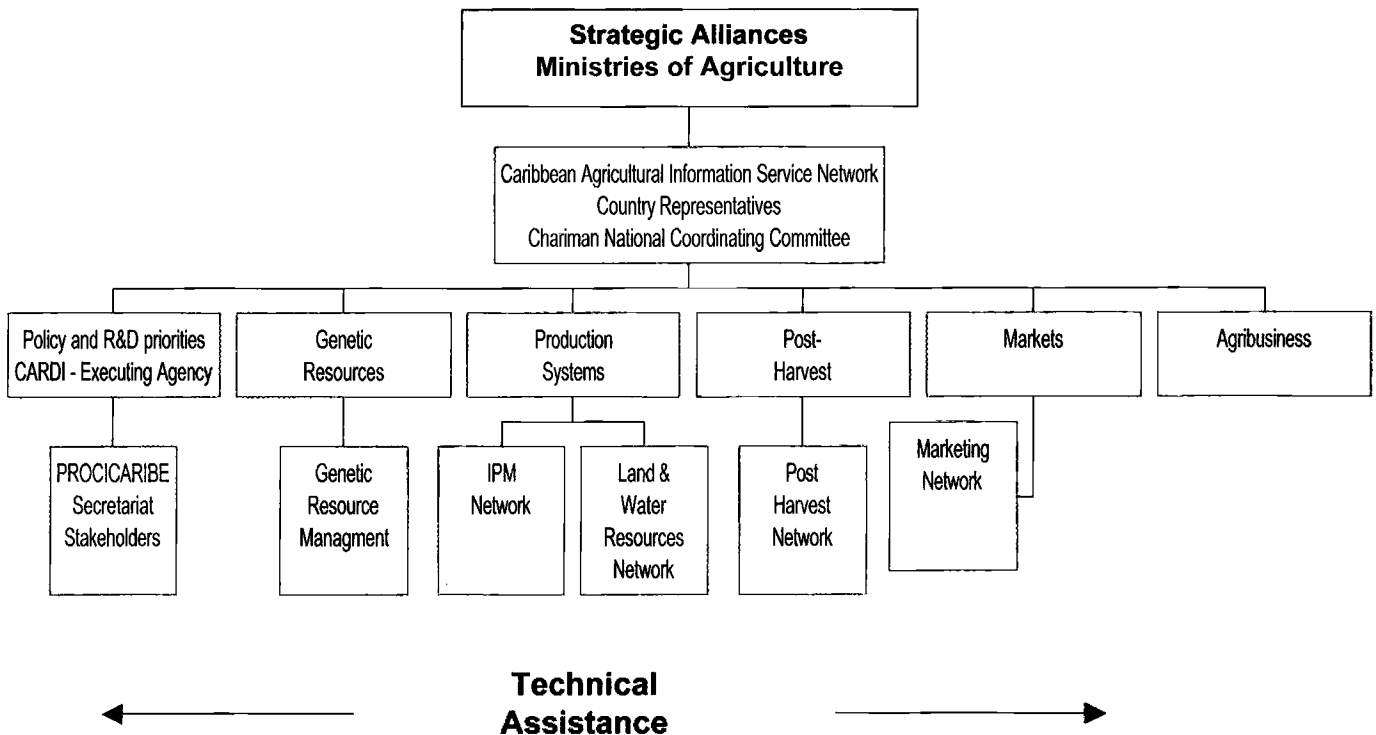 Strategic Alliances
Ministries of Agriculture
Caribbean Agricultural Information Service Network
Country Representatives
Chariman National Coordinating Committee
Policy and R&D priorities
CARDI - Executing Agency
Genetic
Resources
Production
Systems
Post-
Harvest
Markets
Agribusiness
PROCICARIBE
Secretariat
Stakeholders
Genetic
Resource
Managment
IPM
Network
Land &
Water
Resources
Network
Post
Harvest
Network
Marketing
Network
Technical
Assistance